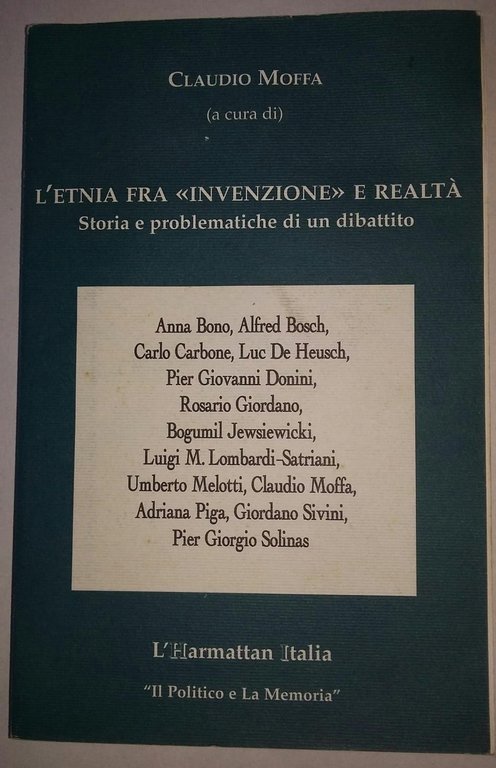 CLAUDIO MOFFA
(a cura di)
L'ETNIA FRA «INVENZIONE» E REALTÀ
Storia e problematiche di un dibattito
Anna Bono, Alfred Bosch,
Carlo Carbone, Luc De Heusch,
Pier Giovanni Donini,
Rosario Giordano,
Bogumil Jewsiewicki,
Luigi M. Lombardi-Satriani,
Umberto Melotti, Claudio Moffa,
Adriana Piga, Giordano Sivini,
Pier Giorgio Solinas
L'Harmattan Italia
"Il Politico e La Memoria"